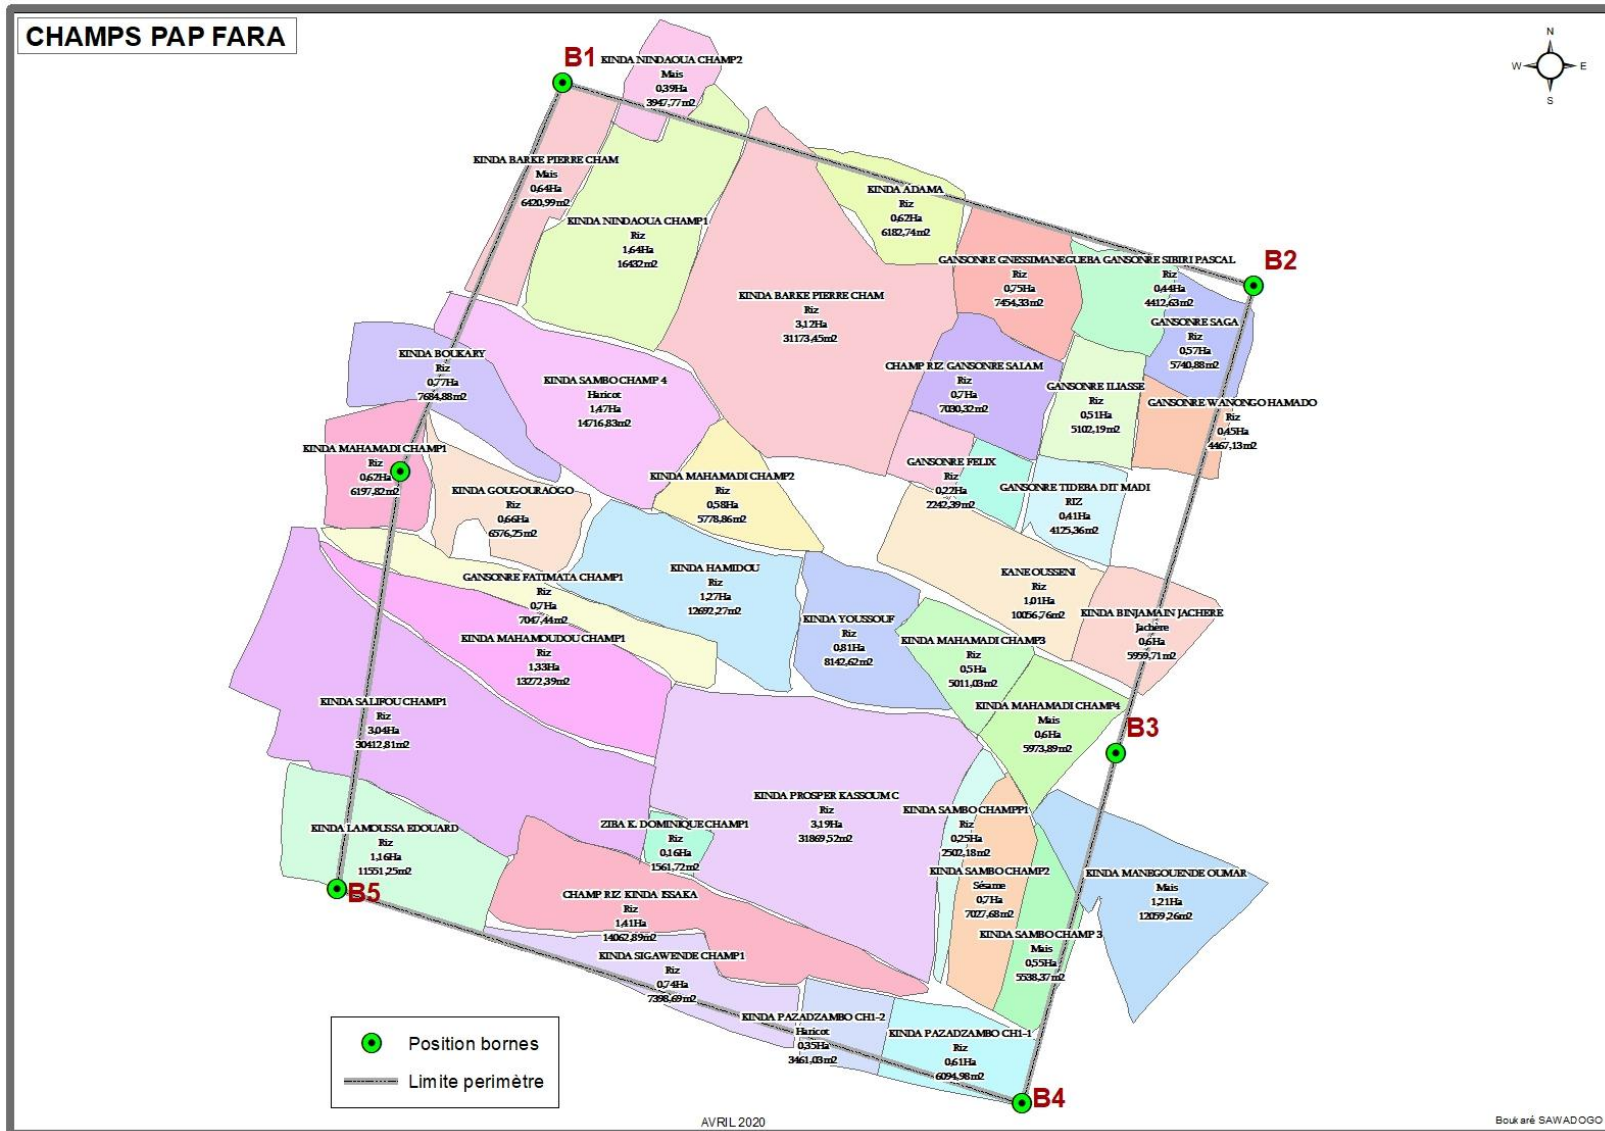 CHAMPS PAP FARA
N
W
E
S
B1
KINDA NINDAOUA CHAMP2
Mais
0,39Ha
3947,77m2
KINDA BARKE PIERRE CHAM
Mais
0,64Ha
6420,99m2
KINDA NINDAOUA CHAMP1
Riz
1,64Ha
16432m2
KINDA ADAMA
Riz
0,62Ha
6182,74m2
KINDA BARKE PIERRE CHAM
Riz
3,12Ha
31173,45m2
GANSONRE GNESSIMANEGUEBA
Riz
0,75Ha
7454,33m2
GANSONRE SIBIRI PASCAL
Riz
0,44Ha
4412,63m2
B2
GANSONRE SAGA
Riz
0,57Ha
5740,88m2
KINDA BOUKARY
Riz
0,77Ha
7684,88m2
KINDA SAMBO CHAMP 4
Haricot
1,47Ha
14716,83m2
CHAMP RIZ GANSONRE SALAM
Riz
0,7Ha
7030,32m2
GANSONRE ILIASSE
Riz
0,51Ha
5102,19m2
GANSONRE WANONGO HAMADO
Riz
0,45Ha
4467,13m2
KINDA MAHAMADI CHAMP1
Riz
0,62Ha
6197,82m2
KINDA GOUGOURAOGO
Riz
0,66Ha
6576,25m2
KINDA MAHAMADI CHAMP2
Riz
0,58Ha
5778,86m2
GANSONRE FELIX
Riz
0,22Ha
2242,39m2
GANSONRE TIDEBA DIT MADI
RIZ
0,41Ha
4125,36m2
GANSONRE FATIMATA CHAMP1
Riz
0,7Ha
7047,44m2
KINDA HAMIDOU
Riz
1,27Ha
12692,27m2
KANE OUSSENI
Riz
1,01Ha
10056,76m2
KINDA YOUSSOUF
Riz
0,81Ha
8142,62m2
KINDA BINJAMAIN JACHERE
Jachère
0,6Ha
5959,71m2
KINDA MAHAMOUDOU CHAMP1
Riz
1,33Ha
13272,39m2
KINDA MAHAMADI CHAMP3
Riz
0,5Ha
5011,03m2
KINDA SALIFOU CHAMP1
Riz
3,04Ha
30412,81m2
KINDA MAHAMADI CHAMP4
Mais
0,6Ha
5973,89m2
B3
KINDA PROSPER KASSOUM C
Riz
3,19Ha
31869,52m2
KINDA SAMBO CHAMPP1
Riz
0,25Ha
2502,18m2
KINDA LAMOUSSA EDOUARD
Riz
1,16Ha
11551,25m2
ZIBA K. DOMINIQUE CHAMP1
Riz
0,16Ha
1561,72m2
KINDA SAMBO CHAMP2
Sésame
0,7Ha
7027,68m2
KINDA MANEGOUENDE OUMAR
Mais
1,21Ha
12059,26m2
B5
CHAMP RIZ KINDA ISSAKA
Riz
1,41Ha
14062,89m2
KINDA SAMBO CHAMP 3
Mais
0,55Ha
5538,37m2
KINDA SIGAWENDE CHAMP1
Riz
0,74Ha
7398,69m2
KINDA PAZADZAMBO CH1-2
Haricot
0,35Ha
3461,03m2
KINDA PAZADZAMBO CH1-1
Riz
0,61Ha
6094,98m2
B4
Position bornes
Limite perimètre
AVRIL 2020
Boukaré SAWADOGO